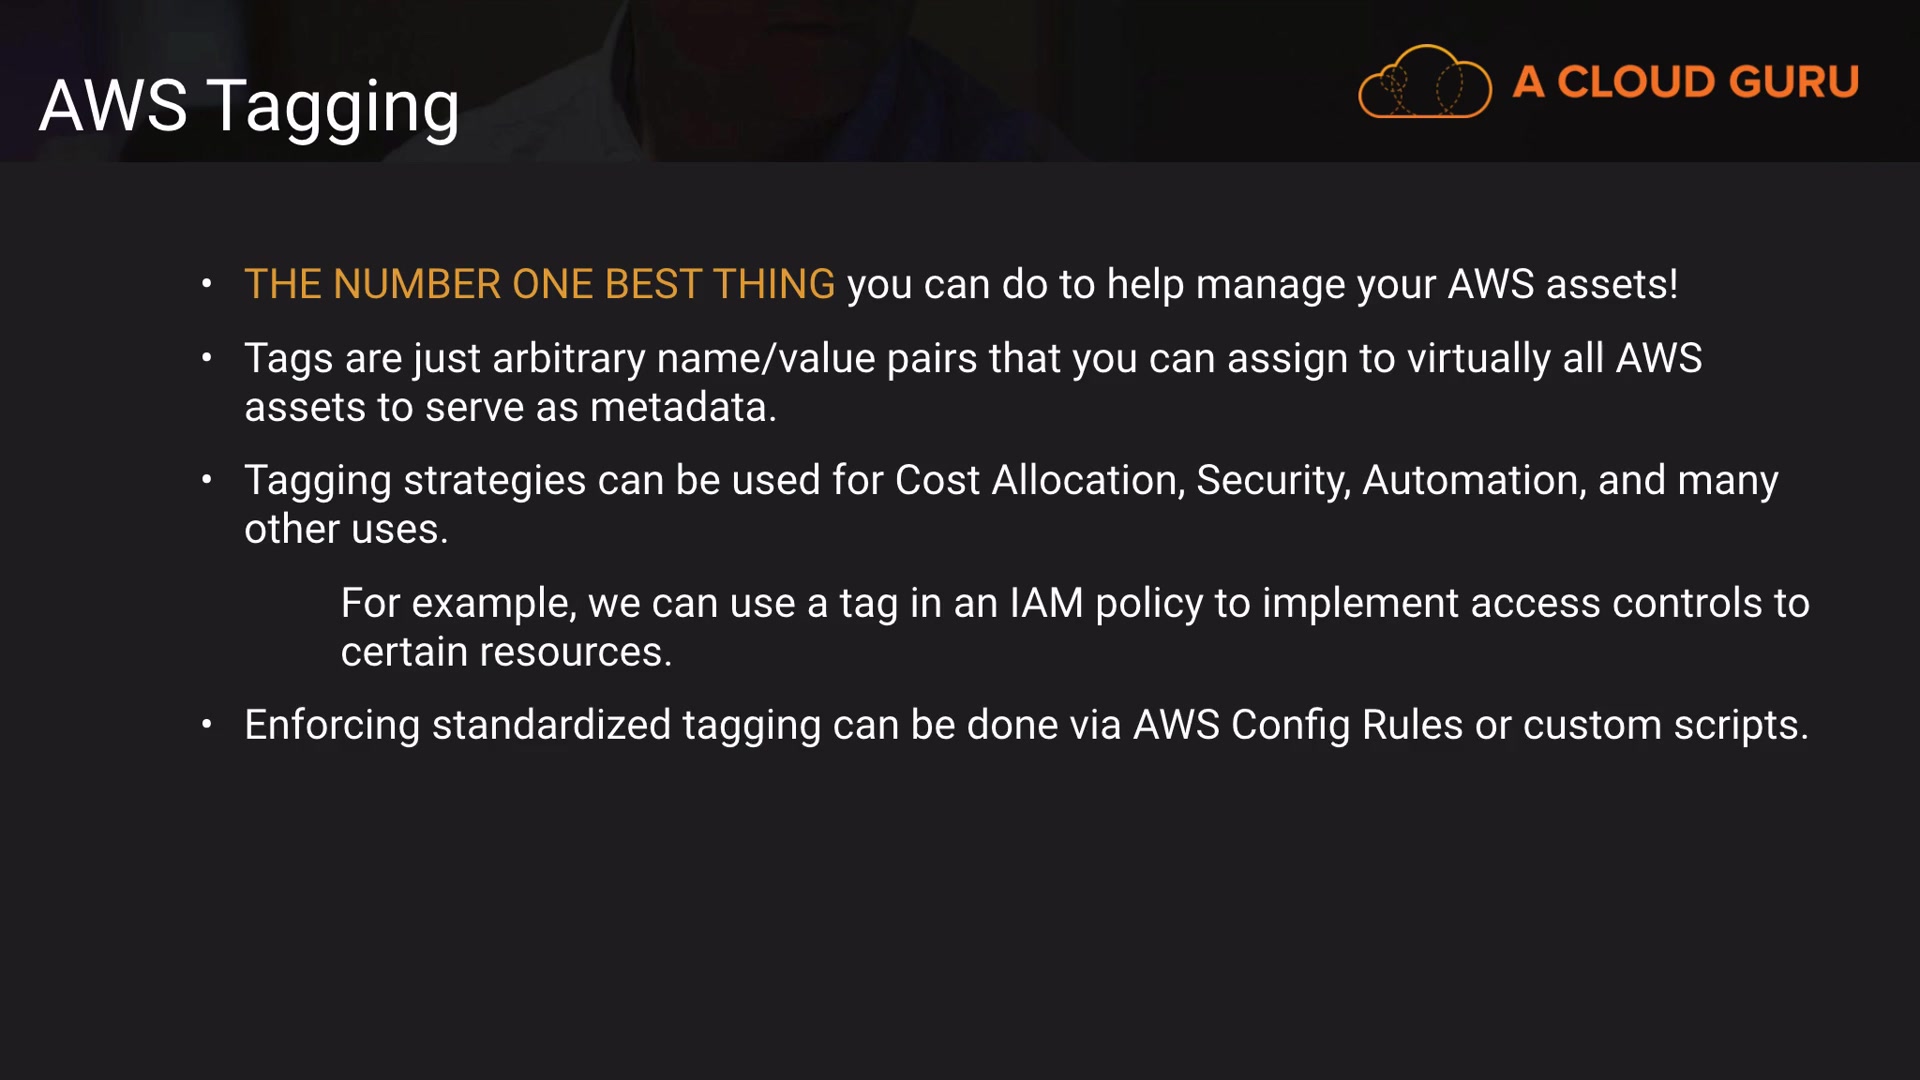 AWS Tagging
A CLOUD GURU
• THE NUMBER ONE BEST THING you can do to help manage your AWS assets!
• Tags are just arbitrary name/value pairs that you can assign to virtually all AWS
assets to serve as metadata.
• Tagging strategies can be used for Cost Allocation, Security, Automation, and many
other uses.
For example, we can use a tag in an IAM policy to implement access controls to
certain resources.
• Enforcing standardized tagging can be done via AWS Config Rules or custom scripts.